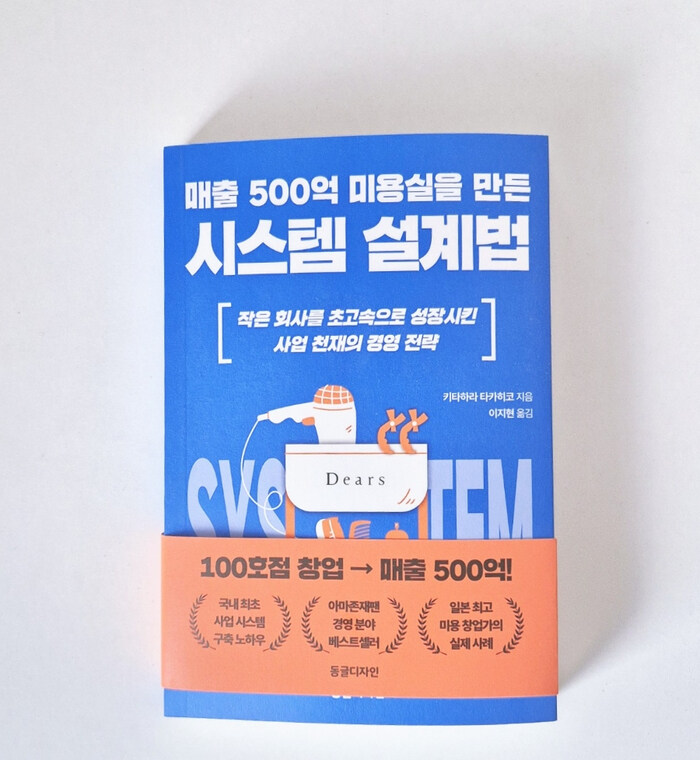 매출 500억 미용실을 만든
시스템 설계법
작은 회사를 초고속으로 성장시킨
사업 천재의 경영 전략
키타하라 타카히코 지음
이지현 옮김
Dears
100호점 창업 → 매출 500억!
국내 최초
사업 시스템
구축 노하우
아마존재팬
경영 분야
베스트셀러
일본 최고
미용 창업가의
실제 사례
동글디자인